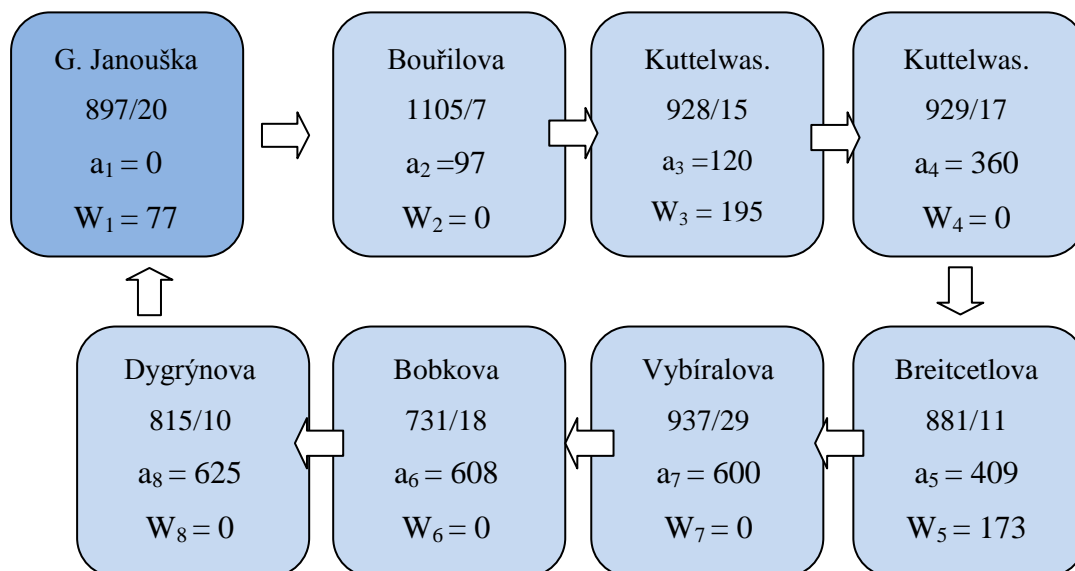 G. Janouška
897/20
a₁ = 0
W₁ = 77
Bouřilova
1105/7
a₂ =97
W₂ = 0
Kuttelwas.
928/15
a₃ =120
W₃ = 195
Kuttelwas.
929/17
a₄ = 360
W₄ = 0
Breitcetlova
881/11
a₅ = 409
W₅ = 173
Vybíralova
937/29
a₇ = 600
W₇ = 0
Bobkova
731/18
a₆ = 608
W₆ = 0
Dygrýnova
815/10
a₈ = 625
W₈ = 0